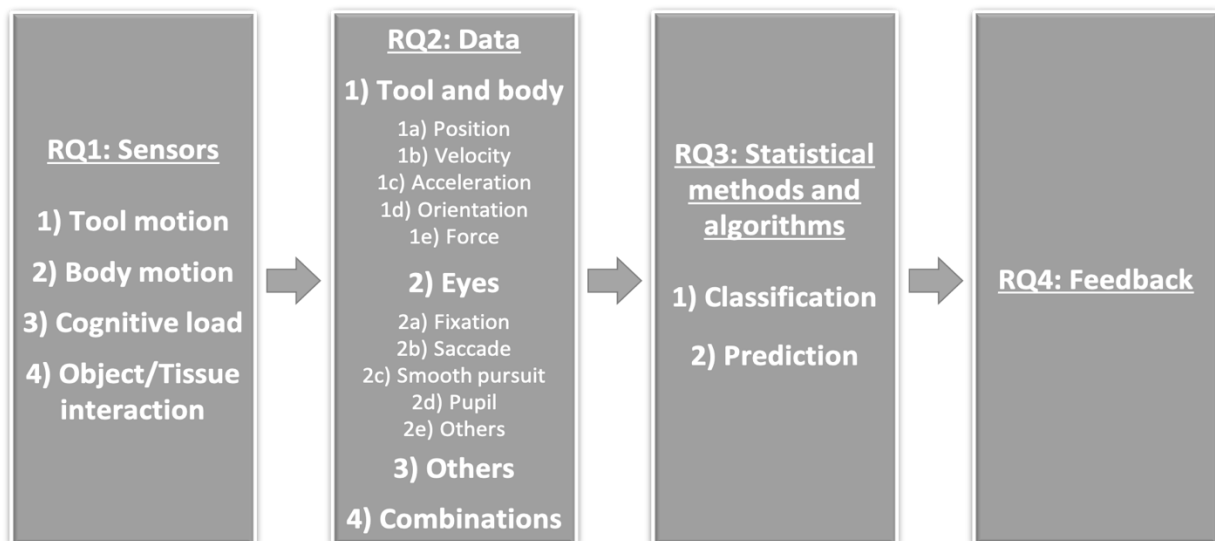 RQ1: Sensors
1) Tool motion
2) Body motion
3) Cognitive load
4) Object/Tissue
interaction
RQ2: Data
1) Tool and body
1a) Position
1b) Velocity
1c) Acceleration
1d) Orientation
1e) Force
2) Eyes
2a) Fixation
2b) Saccade
2c) Smooth pursuit
2d) Pupil
2e) Others
3) Others
4) Combinations
RQ3: Statistical
methods and
algorithms
1) Classification
2) Prediction
RQ4: Feedback